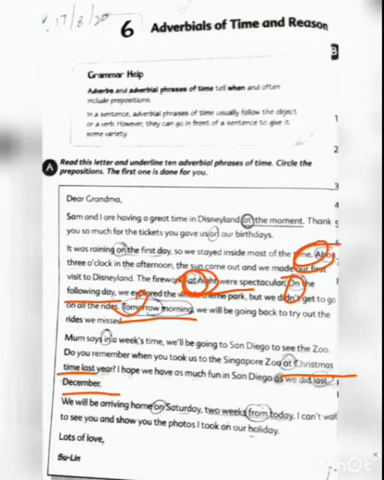 17/8/20
6 Adverbials of Time and Reason
B
Grammar Help
Adverbs and adverbial phrases of time tell when and often
include prepositions.
In a sentence, adverbial phrases of time usually follow the object
or a verb. However, they can go in front of a sentence to give it
some variety.
1
2
A Read this letter and underline ten adverbial phrases of time. Circle the
prepositions. The first one is done for you.
3
Dear Grandma,
4
Sam and I are having a great time in Disneyland at the moment. Thank
you so much for the tickets you gave us on our birthdays.
5
It was raining on the first day, so we stayed inside most of the time.
three o'clock in the afternoon, the sun came out and we made our first
visit to Disneyland. The at night were spectacular. On the
following day, we the park, but we didn't get to go
on all the rides. Tomorrow morning, we will be going back to try out the
rides we missed.
Mum says in a week's time, we'll be going to San Diego to see the Zoo.
Do you remember when you took us to the Singapore Zoo at Christmas
time last year? I hope we have as much fun in San Diego as we did last
December.
We will be arriving home on Saturday, two weeks from today. I can't wait
to see you and show you the photos I took on our holiday.
Lots of love,
Su-Lin